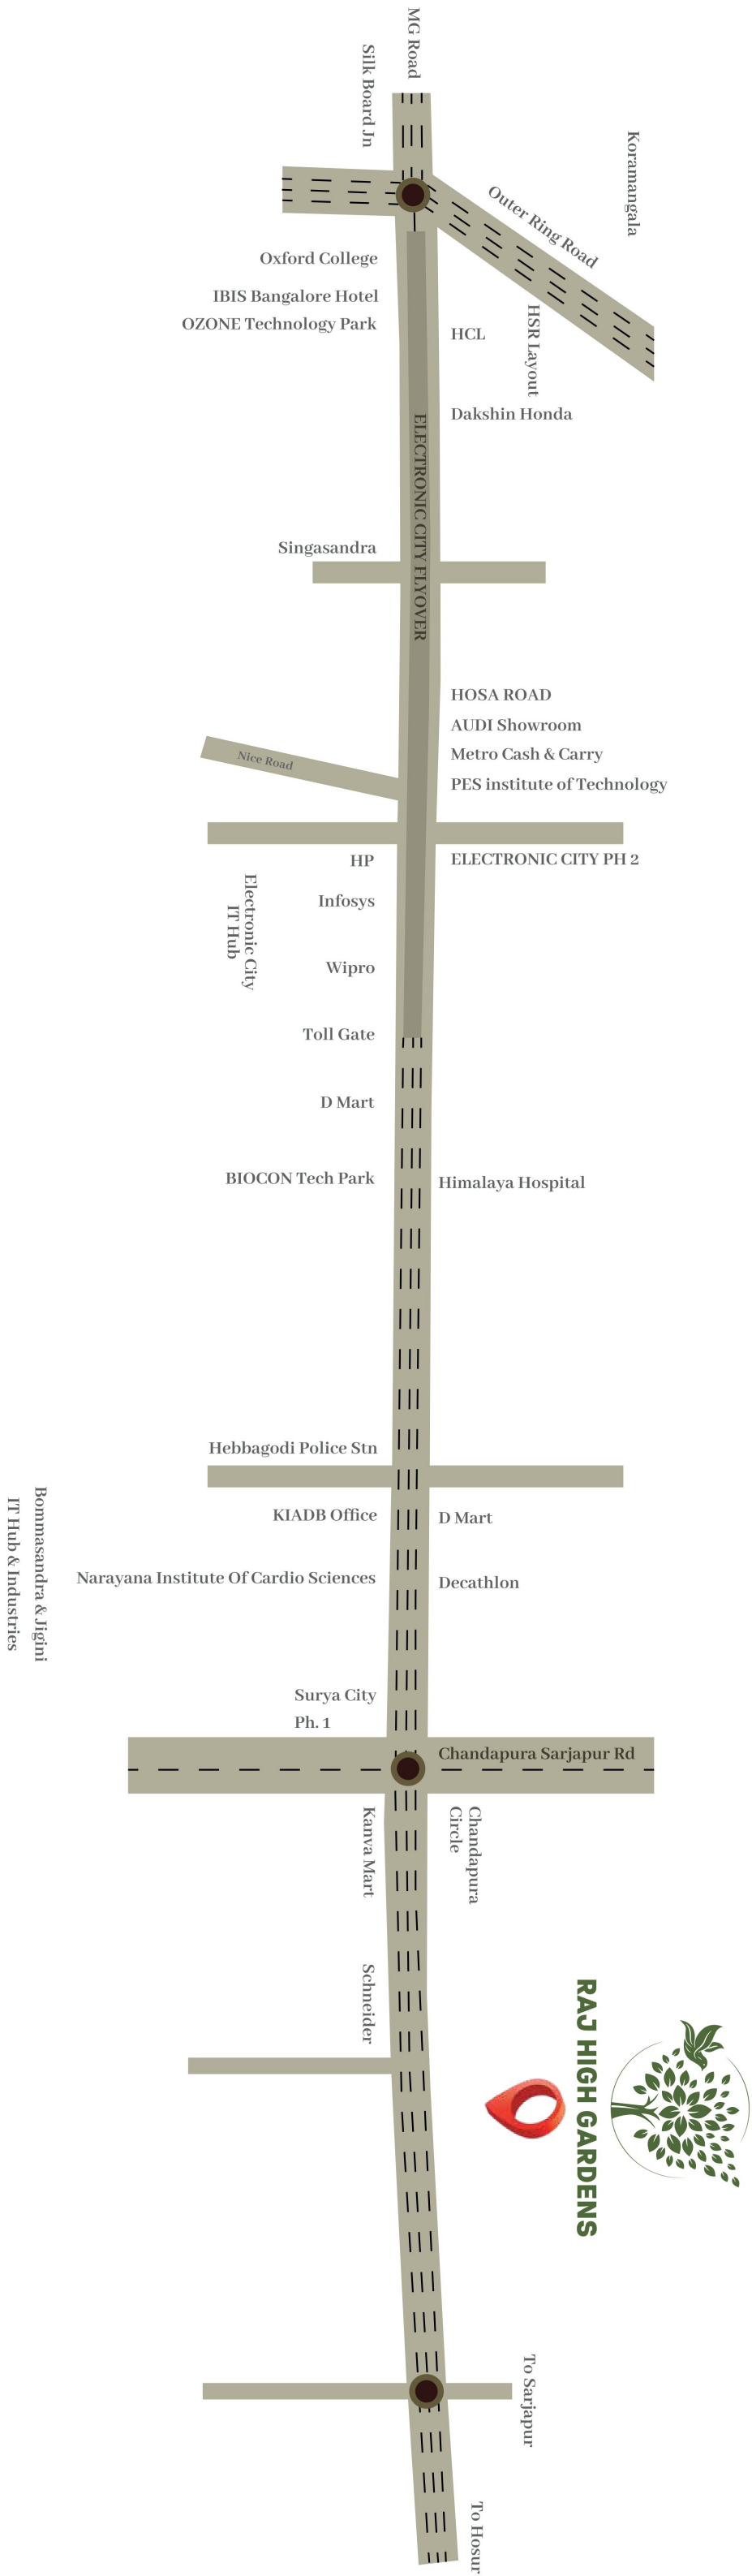 MG Road
Silk Board Jn
Koramangala
Outer Ring Road
Oxford College
IBIS Bangalore Hotel
OZONE Technology Park
HCL
HSR Layout
Dakshin Honda
ELECTRONIC CITY FLYOVER
Singasandra
HOSA ROAD
AUDI Showroom
Metro Cash & Carry
PES institute of Technology
Nice Road
HP
ELECTRONIC CITY PH 2
Electronic City
IT Hub
Infosys
Wipro
Toll Gate
D Mart
BIOCON Tech Park
Himalaya Hospital
Hebbagodi Police Stn
KIADB Office
D Mart
Bommasandra & Jigini
IT Hub & Industries
Narayana Institute Of Cardio Sciences
Decathlon
Surya City
Ph. 1
Chandapura Sarjapur Rd
Kanva Mart
Chandapura
Circle
Schneider
RAJ HIGH GARDENS
To Sarjapur
To Hosur